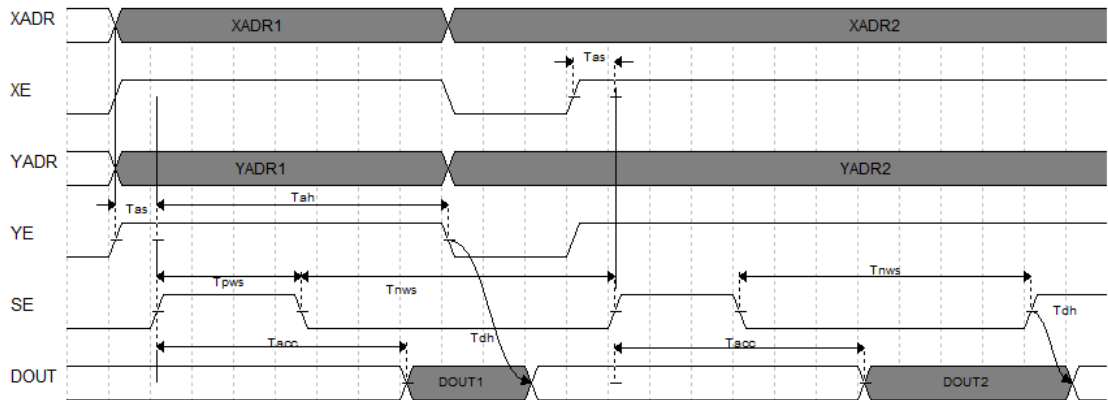 XADR XADR1 XADR2
Tas
XE
YADR YADR1 YADR2
Tas Tah
YE
Tpws Tnws Tnws
SE
Tacc Tdh Tacc Tdh
DOUT DOUT1 DOUT2